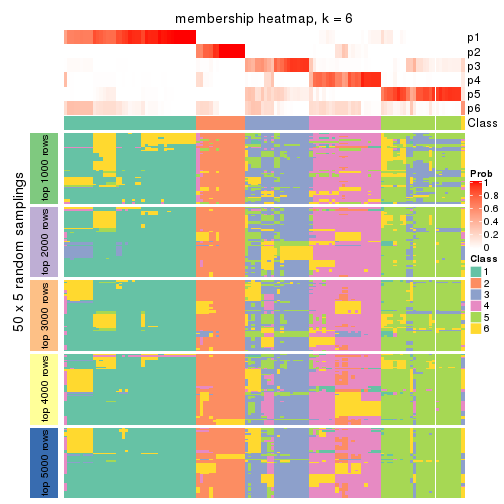 membership heatmap, k = 6
p1
p2
p3
p4
p5
p6
Class
50 x 5 random samplings
top 1000 rows
top 2000 rows
top 3000 rows
top 4000 rows
top 5000 rows
Prob
1
0.8
0.6
0.4
0.2
0
Class
1
2
3
4
5
6